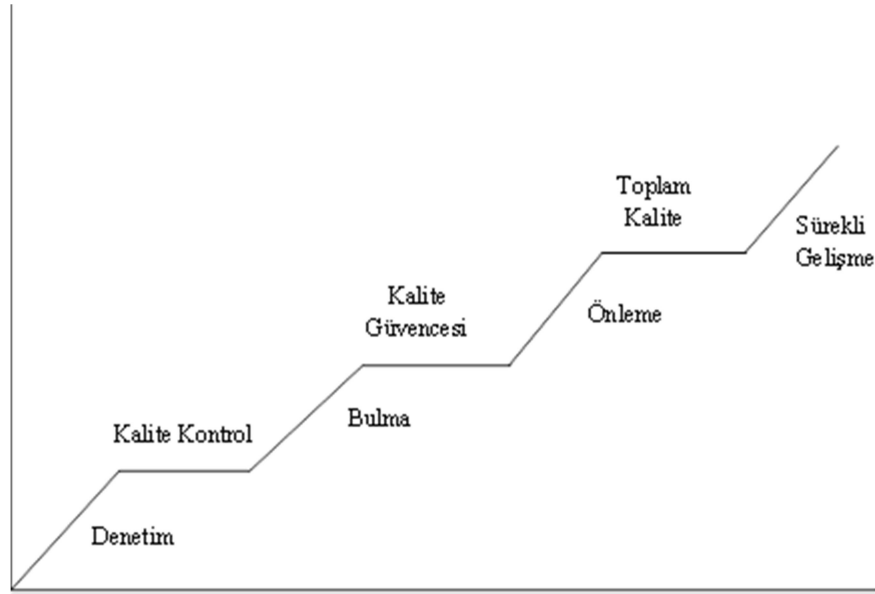 Toplam
Kalite
Sürekli
Gelişme
Kalite
Güvencesi
Önleme
Kalite Kontrol
Bulma
Denetim